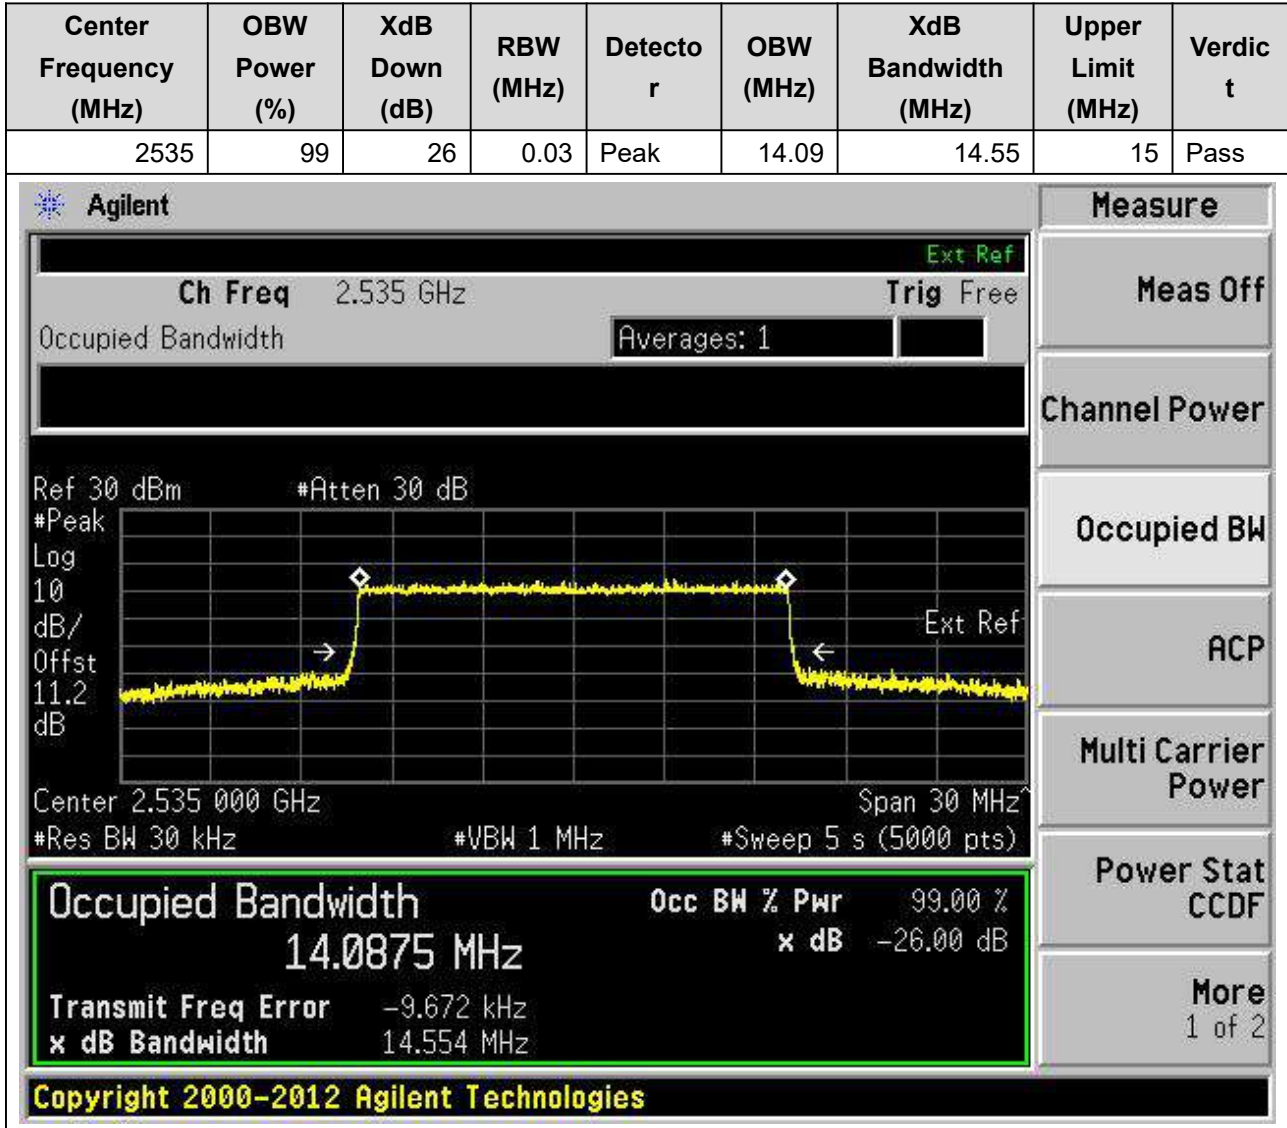 Center Frequency (MHz) OBW Power (%) XdB Down (dB) RBW (MHz) Detecto r OBW (MHz) XdB Bandwidth (MHz) Upper Limit (MHz) Verdic t
2535 99 26 0.03 Peak 14.09 14.55 15 Pass
Agilent
Measure
Ext Ref
Ch Freq 2.535 GHz Trig Free
Meas Off
Occupied Bandwidth Averages: 1
Channel Power
Ref 30 dBm #Atten 30 dB
#Peak
Log
10
dB/
Offst
11.2
dB
Ext Ref
Occupied BW
ACP
Center 2.535 000 GHz Span 30 MHz^
#Res BW 30 kHz #VBW 1 MHz #Sweep 5 s (5000 pts)
Multi Carrier
Power
Occupied Bandwidth
14.0875 MHz
Occ BW % Pwr 99.00 %
x dB -26.00 dB
Power Stat
CCDF
Transmit Freq Error -9.672 kHz
x dB Bandwidth 14.554 MHz
More
1 of 2
Copyright 2000-2012 Agilent Technologies